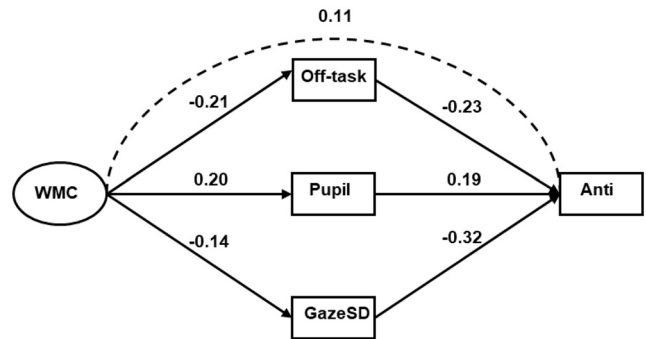 0.11
Off-task
-0.21
-0.23
WMC
0.20
Pupil
0.19
Anti
-0.14
-0.32
GazeSD